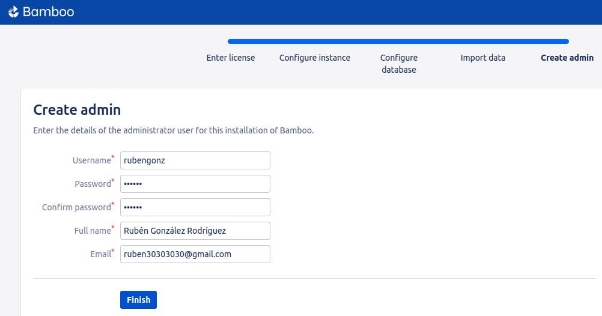 Bamboo
Enter license Configure instance Configure database Import data Create admin
Create admin
Enter the details of the administrator user for this installation of Bamboo.
Username* rubengonz
Password* ••••••
Confirm password* ••••••
Full name* Rubén González Rodríguez
Email* ruben30303030@gmail.com
Finish